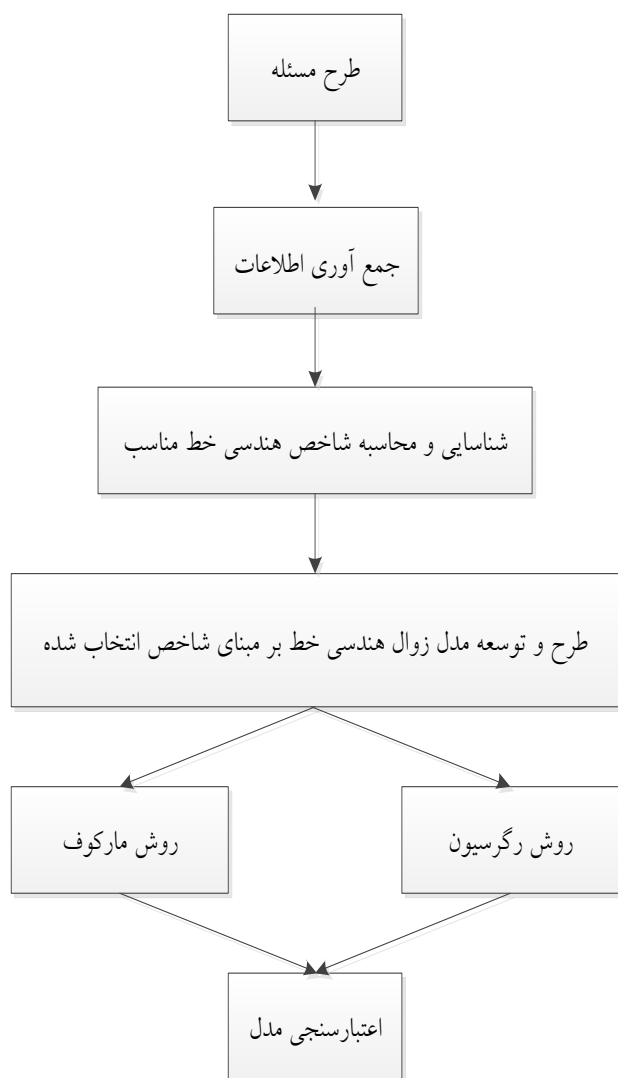 طرح مسئله
جمع آوری اطلاعات
شناسایی و محاسبه شاخص هندسی خط مناسب
طرح و توسعه مدل زوال هندسی خط بر مبنای شاخص انتخاب شده
روش رگرسیون
روش مارکوف
اعتبارسنجی مدل